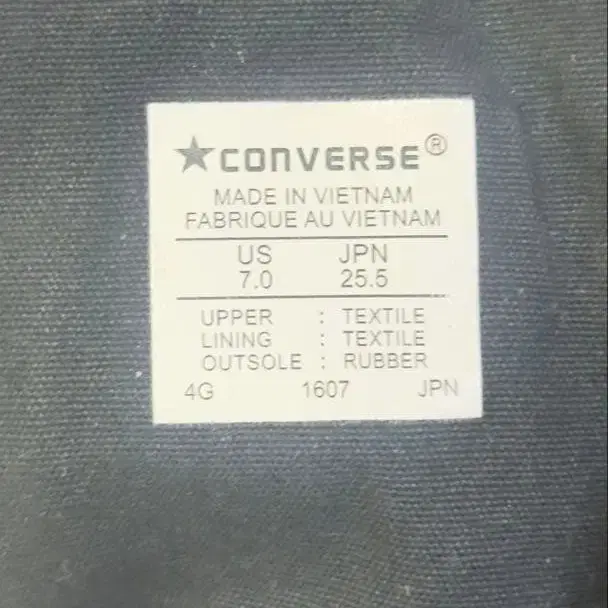 ★CONVERSE®
MADE IN VIETNAM
FABRIQUE AU VIETNAM
US JPN
7.0 25.5
UPPER : TEXTILE
LINING : TEXTILE
OUTSOLE : RUBBER
4G 1607 JPN